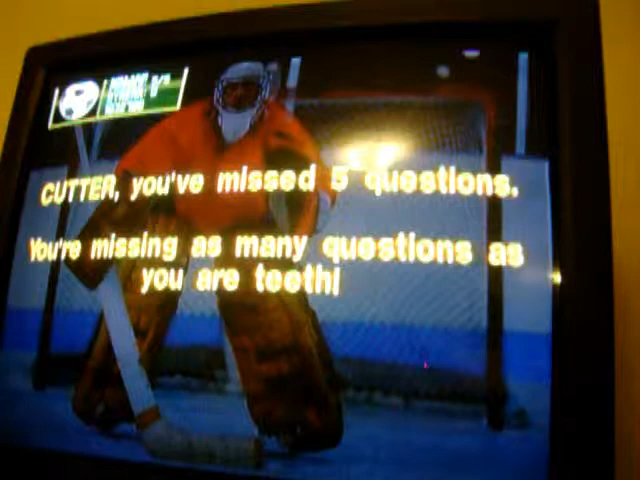 CUTTER, you've missed 5 questions.
You're missing as many questions as
you are teeth!